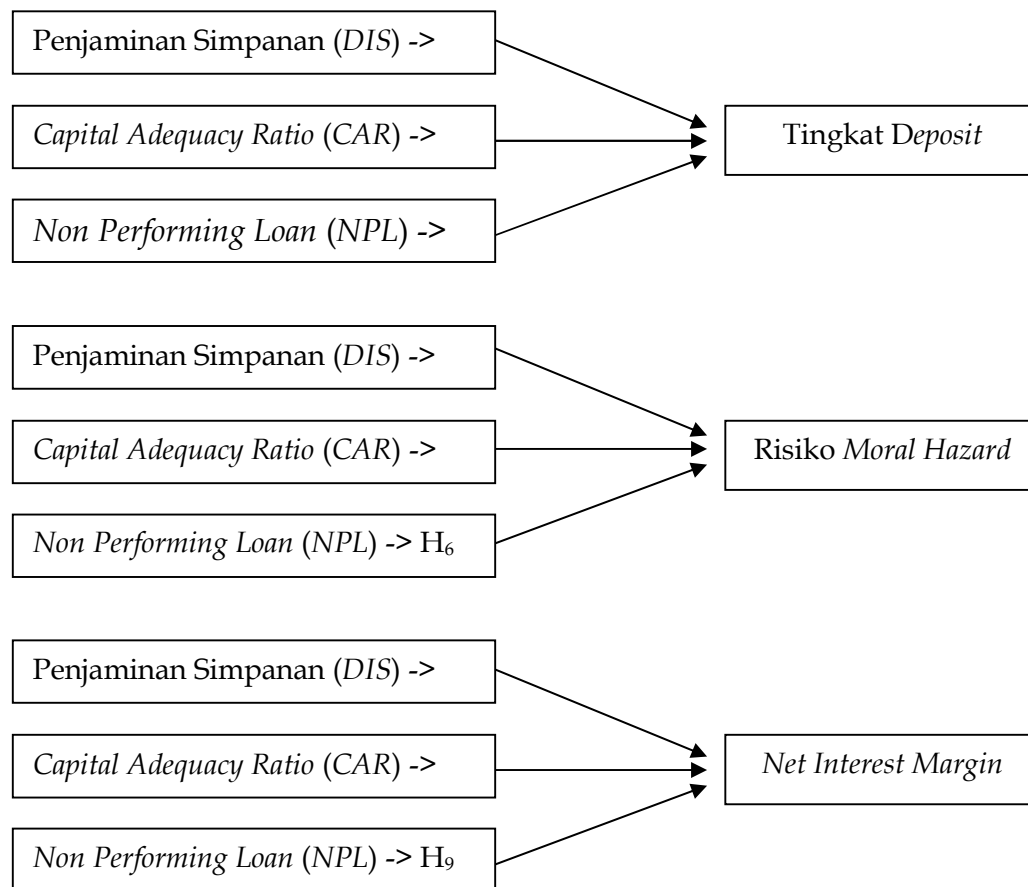 Penjaminan Simpanan (DIS) ->
Capital Adequacy Ratio (CAR) ->
Tingkat Deposit
Non Performing Loan (NPL) ->
Penjaminan Simpanan (DIS) ->
Capital Adequacy Ratio (CAR) ->
Risiko Moral Hazard
Non Performing Loan (NPL) -> H₆
Penjaminan Simpanan (DIS) ->
Capital Adequacy Ratio (CAR) ->
Net Interest Margin
Non Performing Loan (NPL) -> H₉